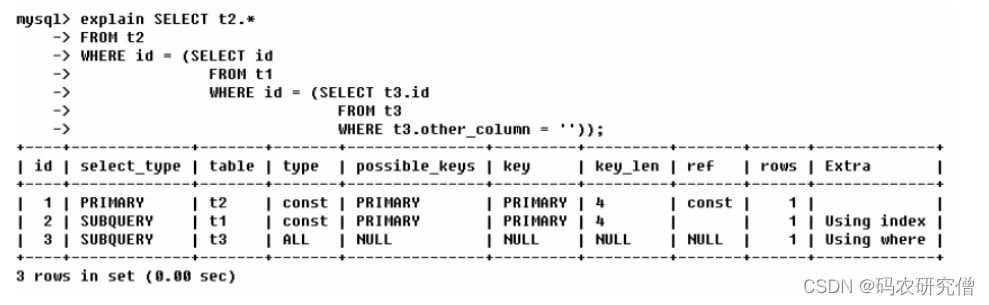 mysql> explain SELECT t2.*
    -> FROM t2
    -> WHERE id = (SELECT id
    ->             FROM t1
    ->             WHERE id = (SELECT t3.id
    ->                         FROM t3
    ->                         WHERE t3.other_column = ''));
+----+-------------+-------+-------+---------------+---------+---------+-------+------+-------------+
| id | select_type | table | type  | possible_keys | key     | key_len | ref   | rows | Extra       |
+----+-------------+-------+-------+---------------+---------+---------+-------+------+-------------+
| 1 | PRIMARY     | t2    | const | PRIMARY       | PRIMARY | 4       | const | 1 |             |
| 2 | SUBQUERY    | t1    | const | PRIMARY       | PRIMARY | 4       |       | 1 | Using index |
| 3 | SUBQUERY    | t3    | ALL   | NULL          | NULL    | NULL    | NULL  | 1 | Using where |
+----+-------------+-------+-------+---------------+---------+---------+-------+------+-------------+
3 rows in set (0.00 sec)
CSDN @码农研究僧